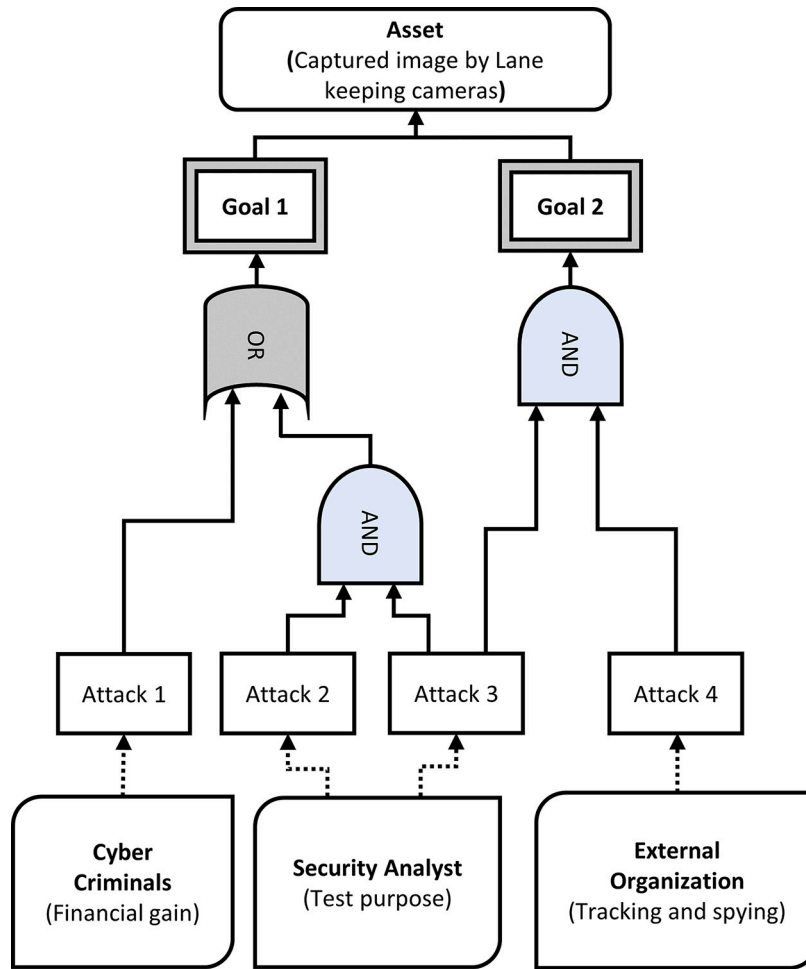 Asset
(Captured image by Lane
keeping cameras)
Goal 1
Goal 2
OR
AND
AND
Attack 1
Attack 2
Attack 3
Attack 4
Cyber
Criminals
(Financial gain)
Security Analyst
(Test purpose)
External
Organization
(Tracking and spying)